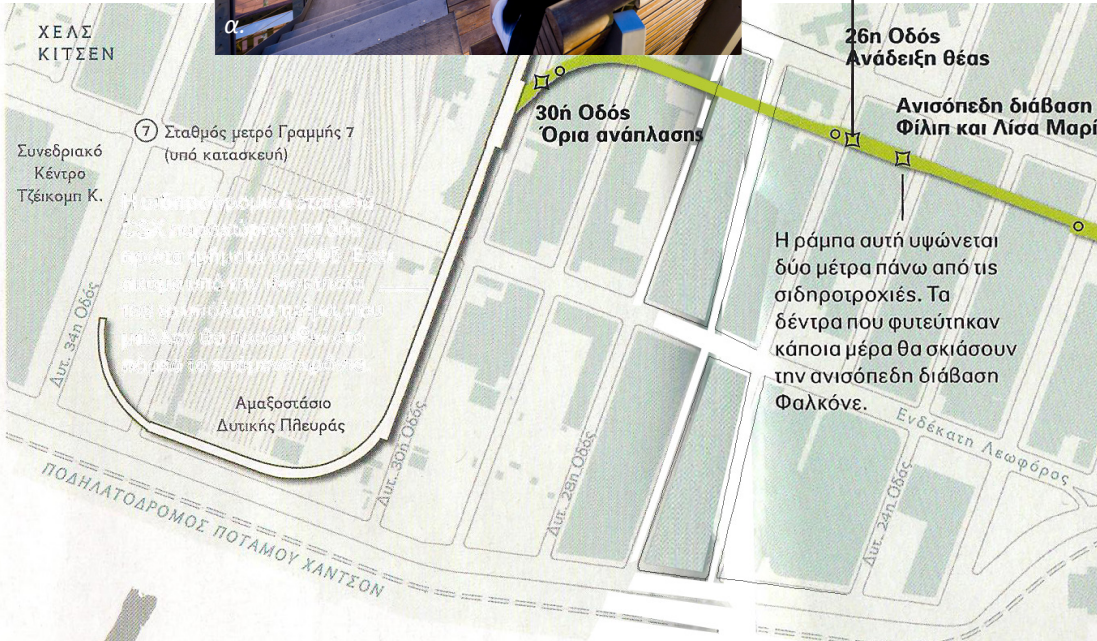 α.
ΧΕΛΣ
ΚΙΤΣΕΝ
26η Οδός
Ανάδειξη θέας
30ή Οδός
Όρια ανάπλασης
Ανισόπεδη διάβαση
Φίλιπ και Λίσα Μαρί
7 Σταθμός μετρό Γραμμής 7
(υπό κατασκευή)
Συνεδριακό
Κέντρο
Τζέικομπ Κ.
Η ράμπα αυτή υψώνεται
δύο μέτρα πάνω από τις
σιδηροτροχιές. Τα
δέντρα που φυτεύτηκαν
κάποια μέρα θα σκιάσουν
την ανισόπεδη διάβαση
Φαλκόνε.
Δυτ. 34η Οδός
Αμαξοστάσιο
Δυτικής Πλευράς
Δυτ. 30ή Οδός
Δυτ. 28η Οδός
Δυτ. 24η Οδός
Ενδέκατη Λεωφόρος
ΠΟΔΗΛΑΤΟΔΡΟΜΟΣ ΠΟΤΑΜΟΥ ΧΑΝΤΣΟΝ